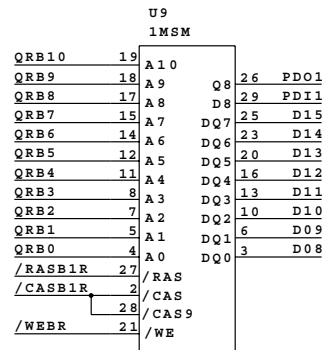 U9
1MSM
QRB10 19 A10
QRB9 18 A9 Q8 26 PDO1
QRB8 17 A8 D8 29 PDI1
QRB7 15 A7 DQ7 25 D15
QRB6 14 A6 DQ6 23 D14
QRB5 12 A5 DQ5 20 D13
QRB4 11 A4 DQ4 16 D12
QRB3 8 A3 DQ3 13 D11
QRB2 7 A2 DQ2 10 D10
QRB1 5 A1 DQ1 6 D09
QRB0 4 A0 DQ0 3 D08
/RASB1R 27 /RAS
/CASB1R 2 /CAS
28 /CAS9
/WEBR 21 /WE